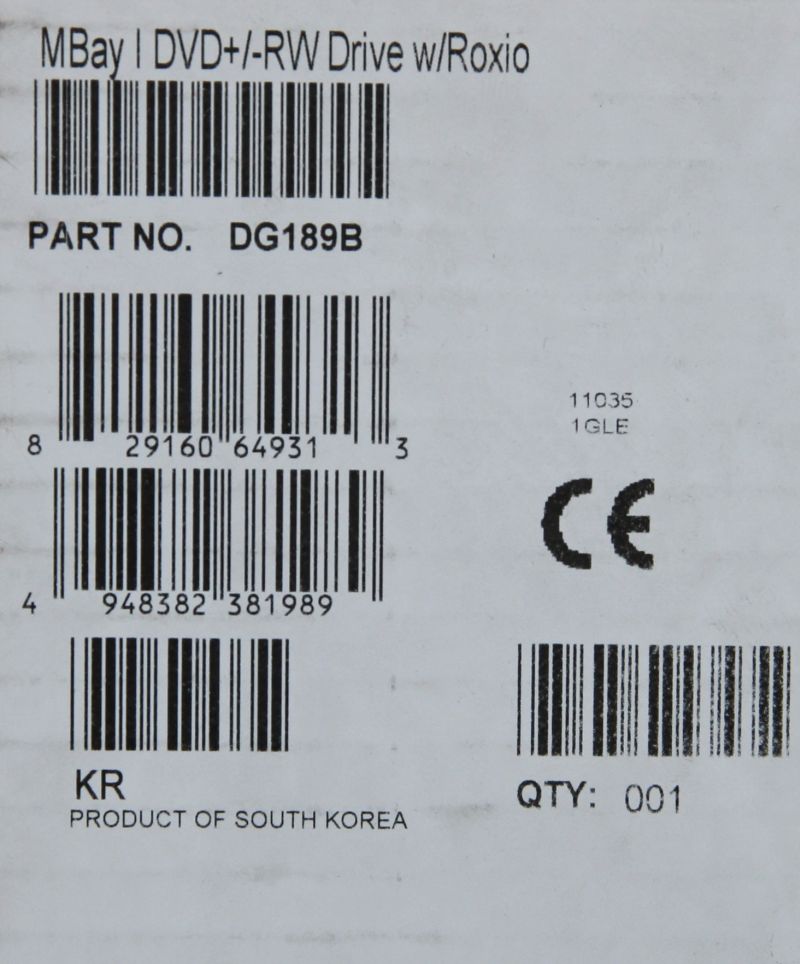 MBay I DVD+/-RW Drive w/Roxio
PART NO. DG189B
8 29160 64931 3
11035
1GLE
CE
4 948382 381989
KR
PRODUCT OF SOUTH KOREA
QTY: 001